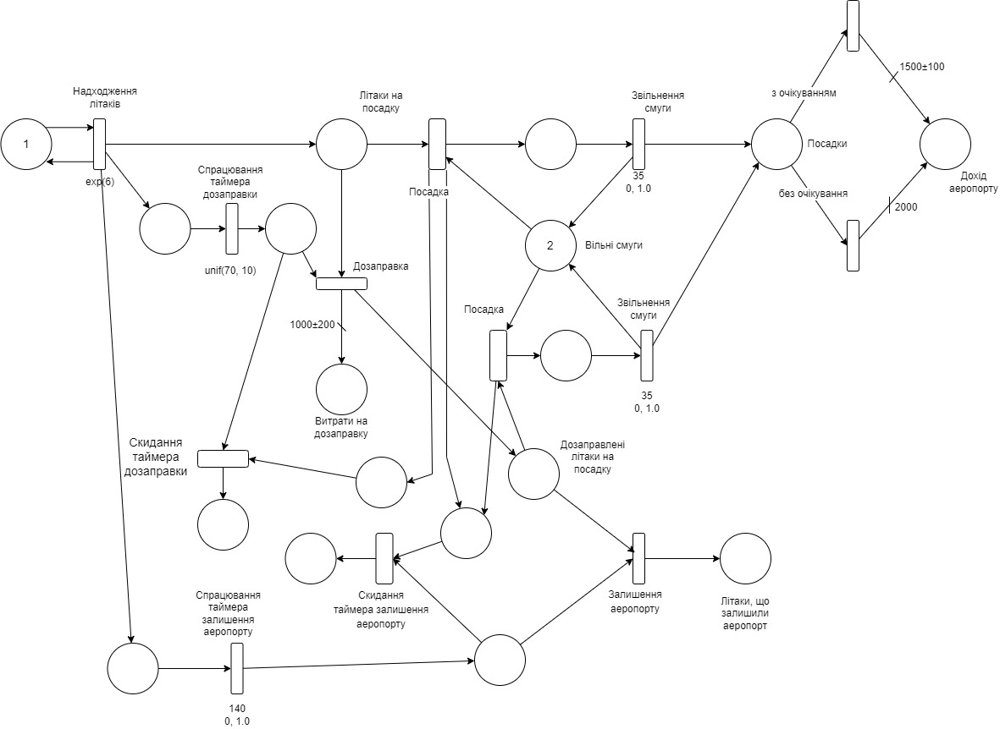 1500±100
Надходження
літаків
Літаки на
посадку
Звільнення
смуги
з очікуванням
1
Посадки
Дохід
аеропорту
exp(6)
Спрацювання
таймера
дозаправки
Посадка
35
0, 1.0
без очікування
2000
2
Вільні смуги
unif(70, 10)
Дозаправка
Посадка
Звільнення
смуги
1000±200
35
0, 1.0
Витрати на
дозаправку
Скидання
таймера
дозаправки
Дозаправлені
літаки на
посадку
Спрацювання
таймера
залишення
аеропорту
Скидання
таймера залишення
аеропорту
Залишення
аеропорту
Літаки, що
залишили
аеропорт
140
0, 1.0